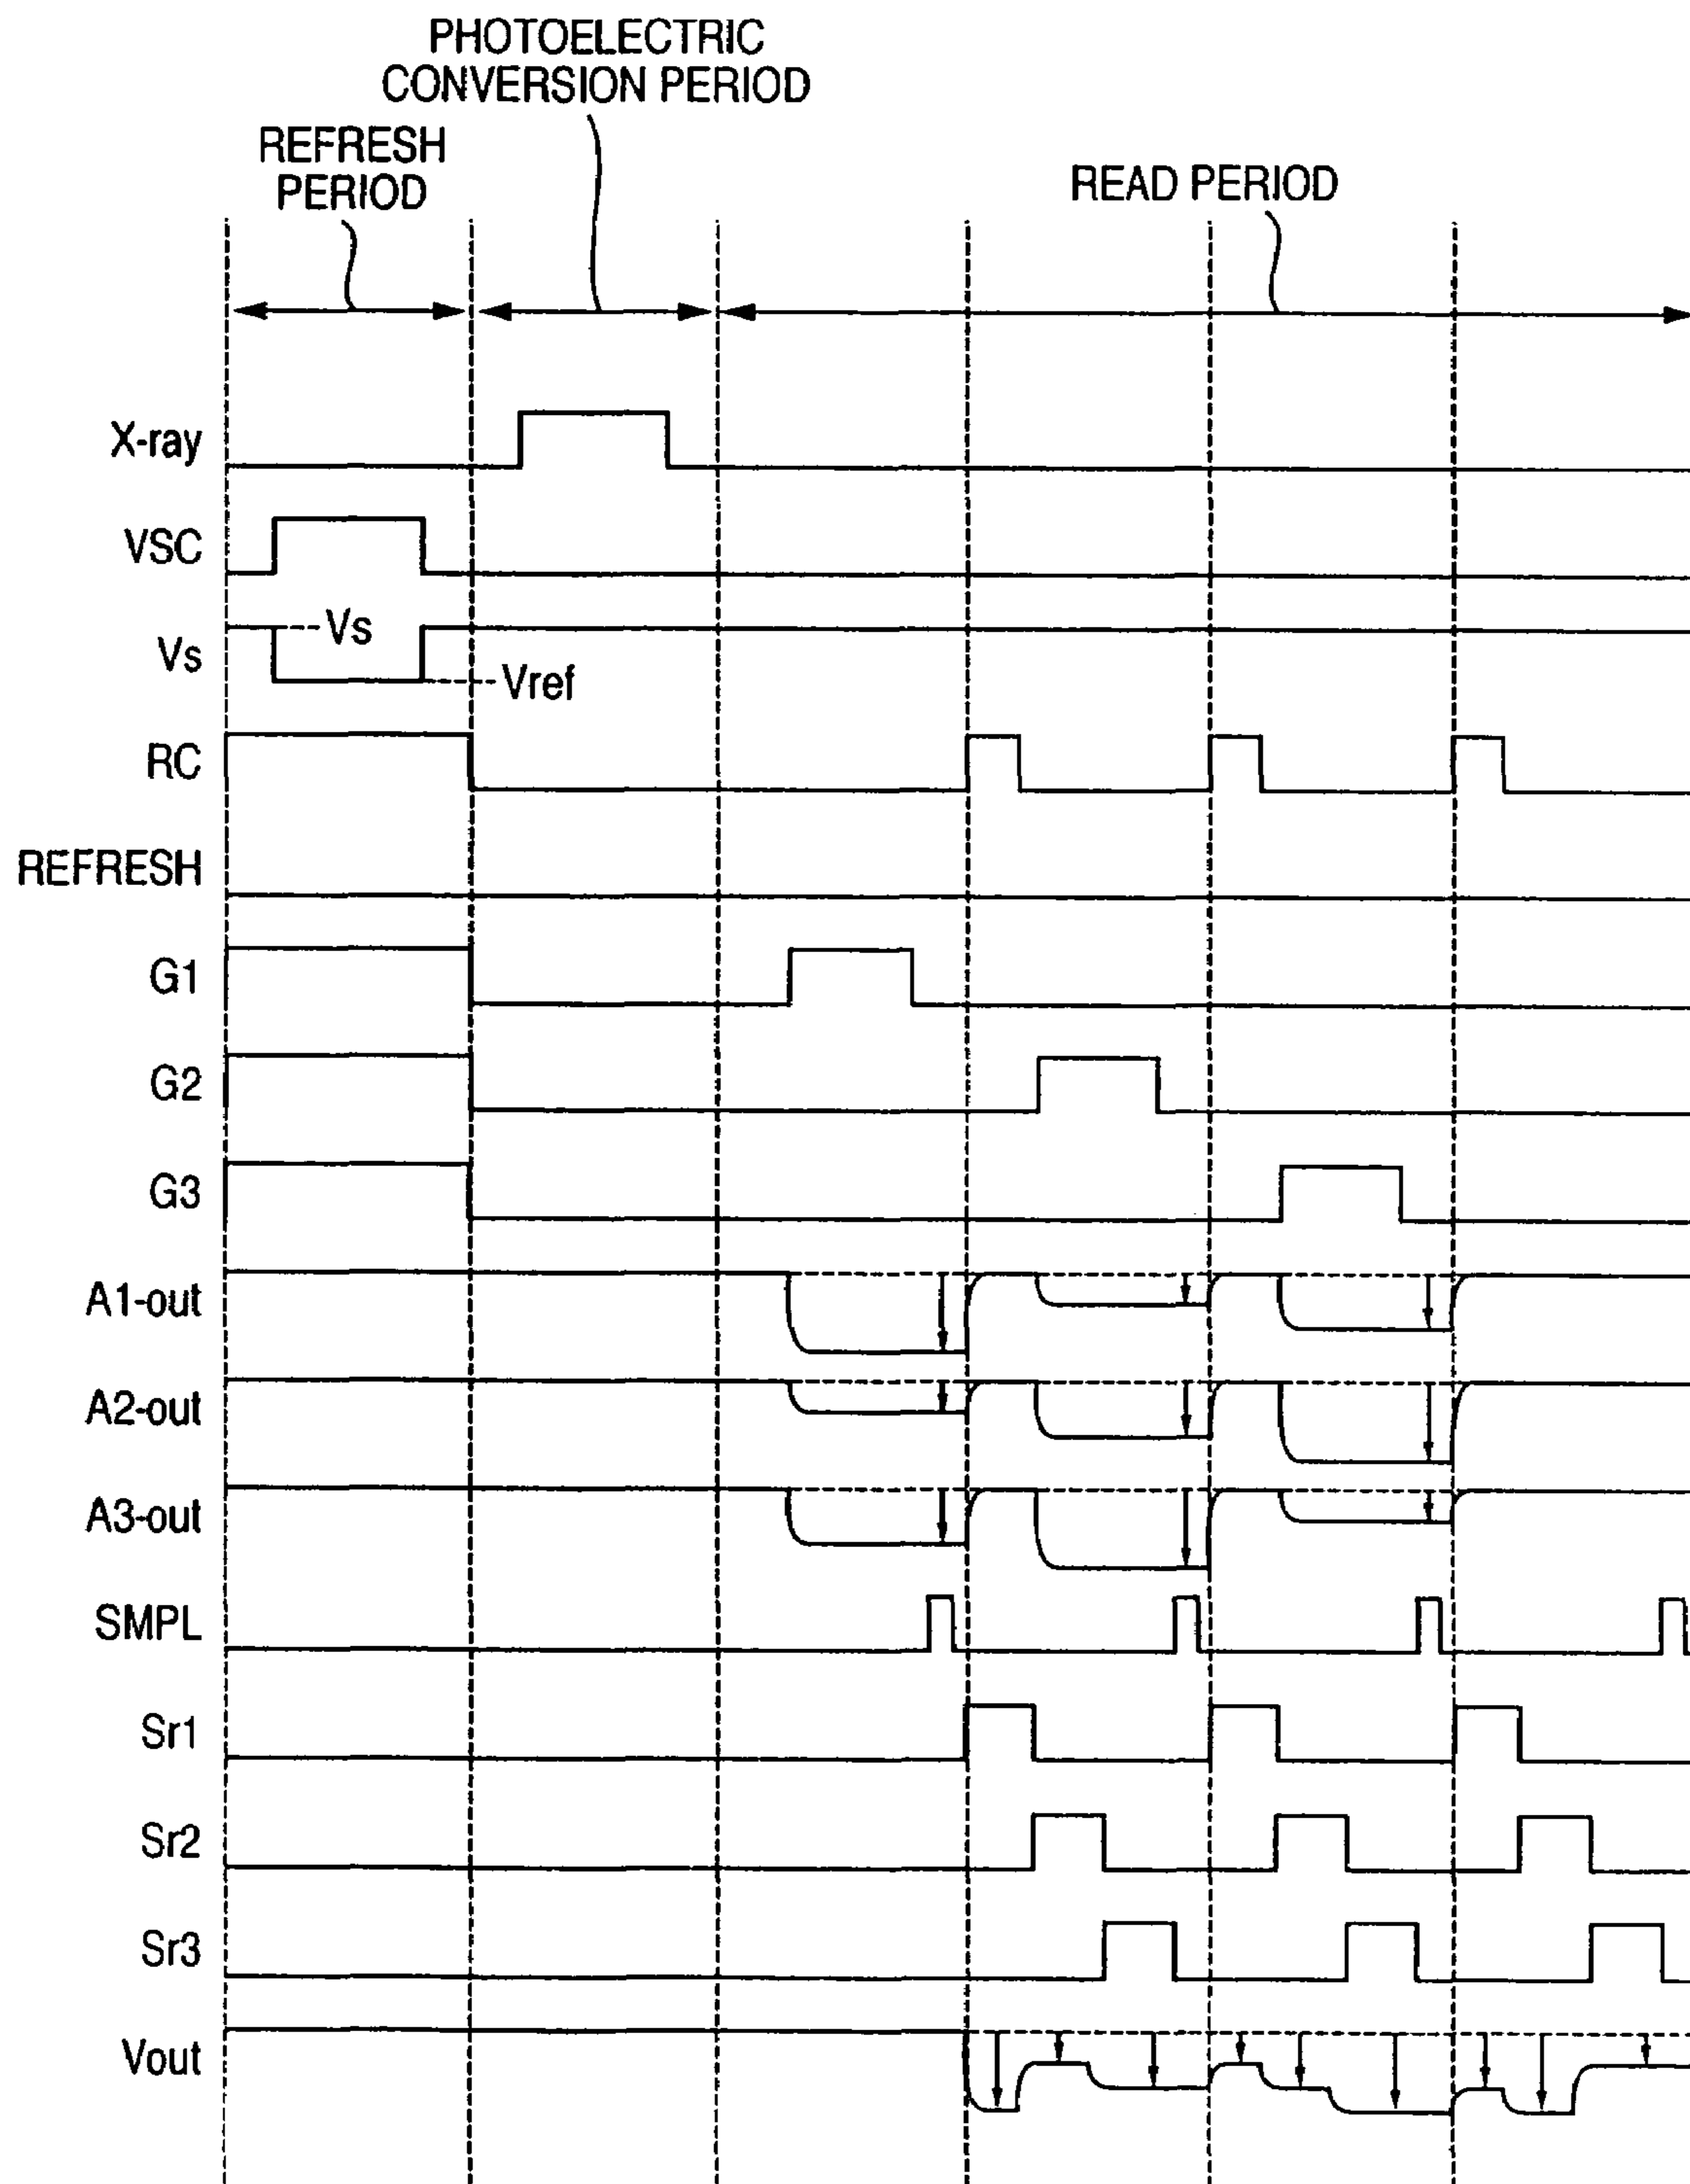 PHOTOELECTRIC
CONVERSION PERIOD
REFRESH
PERIOD
READ PERIOD
X-ray
VSC
Vs
Vs
Vref
RC
REFRESH
G1
G2
G3
A1-out
A2-out
A3-out
SMPL
Sr1
Sr2
Sr3
Vout